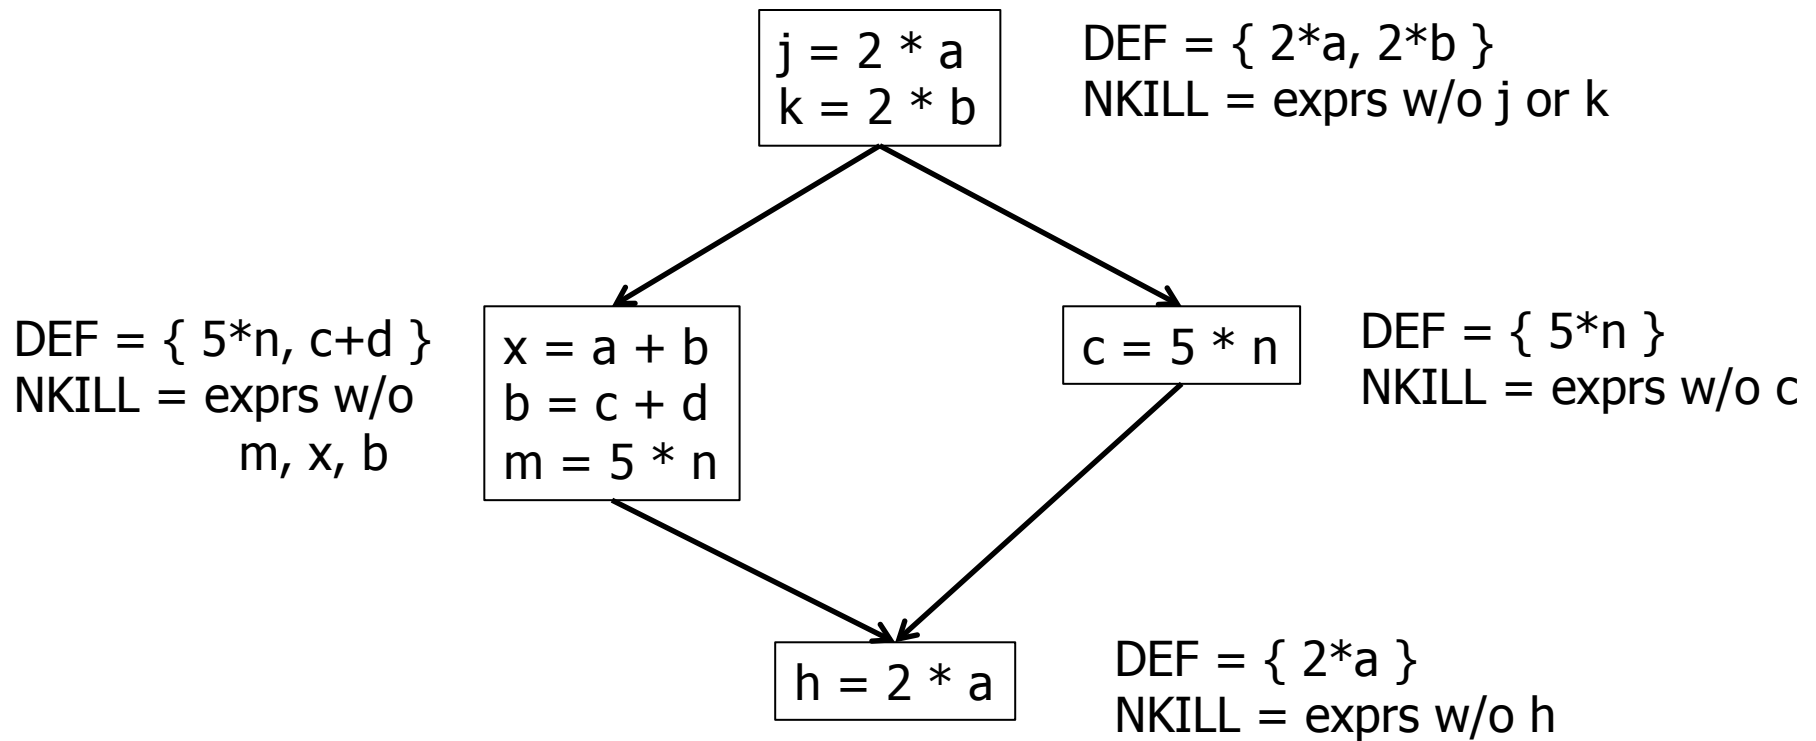 j = 2 * a
k = 2 * b
DEF = { 2*a, 2*b }
NKILL = exprs w/o j or k
DEF = { 5*n, c+d }
NKILL = exprs w/o
m, x, b
x = a + b
b = c + d
m = 5 * n
c = 5 * n
DEF = { 5*n }
NKILL = exprs w/o c
h = 2 * a
DEF = { 2*a }
NKILL = exprs w/o h